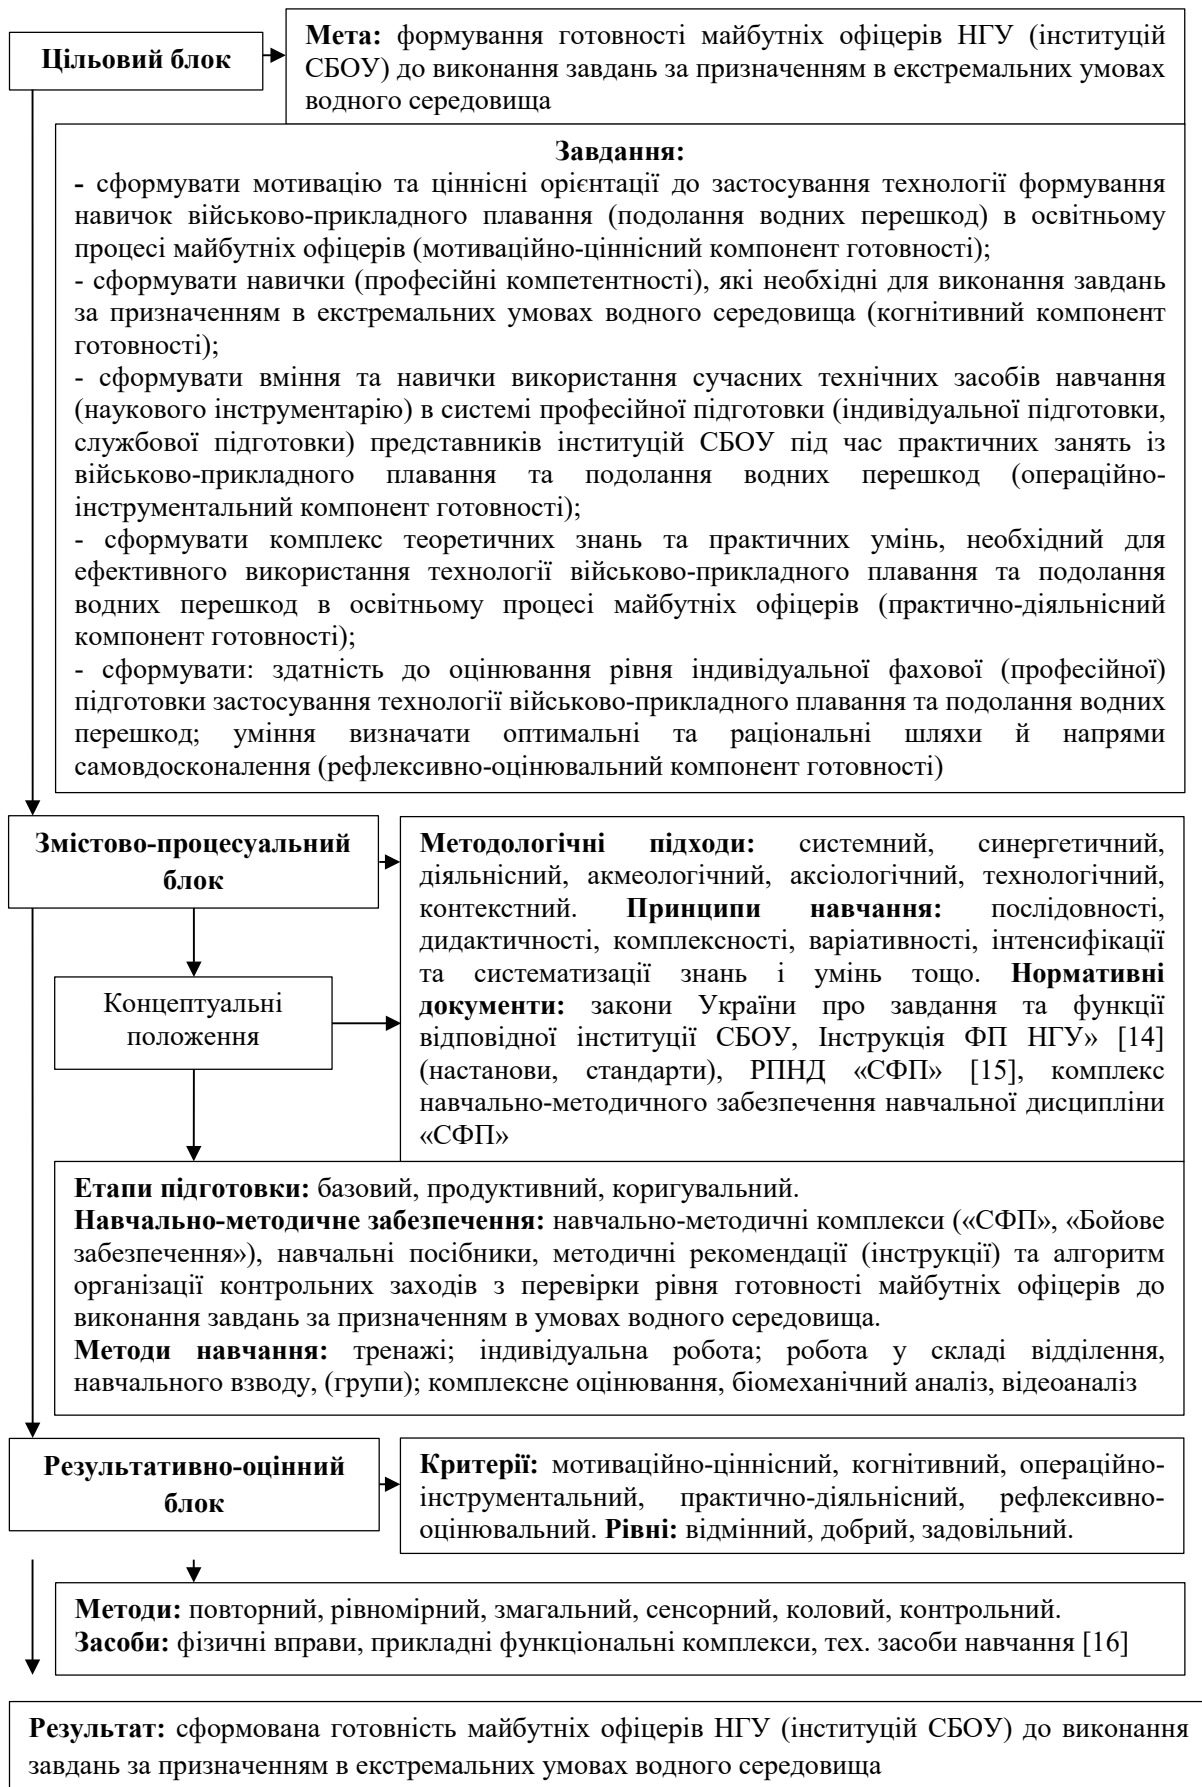 Цільовий блок
Мета: формування готовності майбутніх офіцерів НГУ (інституцій
СБОУ) до виконання завдань за призначенням в екстремальних умовах
водного середовища
Завдання:
- сформувати мотивацію та ціннісні орієнтації до застосування технології формування
навичок військово-прикладного плавання (подолання водних перешкод) в освітньому
процесі майбутніх офіцерів (мотиваційно-ціннісний компонент готовності);
- сформувати навички (професійні компетентності), які необхідні для виконання завдань
за призначенням в екстремальних умовах водного середовища (когнітивний компонент
готовності);
- сформувати вміння та навички використання сучасних технічних засобів навчання
(наукового інструментарію) в системі професійної підготовки (індивідуальної підготовки,
службової підготовки) представників інституцій СБОУ під час практичних занять із
військово-прикладного плавання та подолання водних перешкод (операційно-
інструментальний компонент готовності);
- сформувати комплекс теоретичних знань та практичних умінь, необхідний для
ефективного використання технології військово-прикладного плавання та подолання
водних перешкод в освітньому процесі майбутніх офіцерів (практично-діяльнісний
компонент готовності);
- сформувати: здатність до оцінювання рівня індивідуальної фахової (професійної)
підготовки застосування технології військово-прикладного плавання та подолання водних
перешкод; уміння визначати оптимальні та раціональні шляхи й напрями
самовдосконалення (рефлексивно-оцінювальний компонент готовності)
Змістово-процесуальний
блок
Концептуальні
положення
Методологічні підходи: системний, синергетичний,
діяльнісний, акмеологічний, аксіологічний, технологічний,
контекстний. Принципи навчання: послідовності,
дидактичності, комплексності, варіативності, інтенсифікації
та систематизації знань і умінь тощо. Нормативні
документи: закони України про завдання та функції
відповідної інституції СБОУ, Інструкція ФП НГУ» [14]
(настанови, стандарти), РПНД «СФП» [15], комплекс
навчально-методичного забезпечення навчальної дисципліни
«СФП»
Етапи підготовки: базовий, продуктивний, коригувальний.
Навчально-методичне забезпечення: навчально-методичні комплекси («СФП», «Бойове
забезпечення»), навчальні посібники, методичні рекомендації (інструкції) та алгоритм
організації контрольних заходів з перевірки рівня готовності майбутніх офіцерів до
виконання завдань за призначенням в умовах водного середовища.
Методи навчання: тренажі; індивідуальна робота; робота у складі відділення,
навчального взводу, (групи); комплексне оцінювання, біомеханічний аналіз, відеоаналіз
Результативно-оцінний
блок
Критерії: мотиваційно-ціннісний, когнітивний, операційно-
інструментальний, практично-діяльнісний, рефлексивно-
оцінювальний. Рівні: відмінний, добрий, задовільний.
Методи: повторний, рівномірний, змагальний, сенсорний, коловий, контрольний.
Засоби: фізичні вправи, прикладні функціональні комплекси, тех. засоби навчання [16]
Результат: сформована готовність майбутніх офіцерів НГУ (інституцій СБОУ) до виконання
завдань за призначенням в екстремальних умовах водного середовища